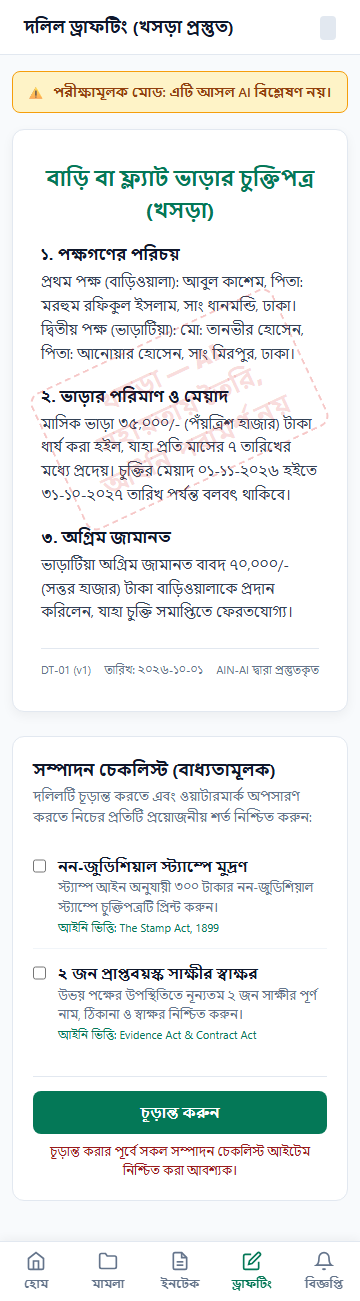 দলিল ড্রাফটিং (খসড়া প্রস্তুত)
পরীক্ষামূলক মোড: এটি আসল AI বিশ্লেষণ নয়।
বাড়ি বা ফ্ল্যাট ভাড়ার চুক্তিপত্র
(খসড়া)
১. পক্ষগণের পরিচয়
প্রথম পক্ষ (বাড়িওয়ালা): আবুল কাশেম, পিতা:
মরহুম রফিকুল ইসলাম, সাং ধানমন্ডি, ঢাকা।
দ্বিতীয় পক্ষ (ভাড়াটিয়া): মো: তানভীর হোসেন,
পিতা: আনোয়ার হোসেন, সাং মিরপুর, ঢাকা।
২. ভাড়ার পরিমাণ ও মেয়াদ
মাসিক ভাড়া ৩৫,০০০/- (পঁয়ত্রিশ হাজার) টাকা
ধার্য করা হইল, যাহা প্রতি মাসের ৭ তারিখের
মধ্যে প্রদেয়। চুক্তির মেয়াদ ০১-১১-২০২৬ হইতে
৩১-১০-২০২৭ তারিখ পর্যন্ত বলবৎ থাকিবে।
৩. অগ্রিম জামানত
ভাড়াটিয়া অগ্রিম জামানত বাবদ ৭০,০০০/-
(সত্তর হাজার) টাকা বাড়িওয়ালাকে প্রদান
করিলেন, যাহা চুক্তি সমাপ্তিতে ফেরতযোগ্য।
DT-01 (v1) তারিখ: ২০২৬-১০-০১ AIN-AI দ্বারা প্রস্তুতকৃত
সম্পাদন চেকলিস্ট (বাধ্যতামূলক)
দলিলটি চূড়ান্ত করতে এবং ওয়াটারমার্ক অপসারণ
করতে নিচের প্রতিটি প্রয়োজনীয় শর্ত নিশ্চিত করুন:
নন-জুডিশিয়াল স্ট্যাম্পে মুদ্রণ
স্ট্যাম্প আইন অনুযায়ী ৩০০ টাকার নন-জুডিশিয়াল
স্ট্যাম্পে চুক্তিপত্রটি প্রিন্ট করুন।
আইনি ভিত্তি: The Stamp Act, 1899
২ জন প্রাপ্তবয়স্ক সাক্ষীর স্বাক্ষর
উভয় পক্ষের উপস্থিতিতে ন্যূনতম ২ জন সাক্ষীর পূর্ণ
নাম, ঠিকানা ও স্বাক্ষর নিশ্চিত করুন।
আইনি ভিত্তি: Evidence Act & Contract Act
চূড়ান্ত করুন
চূড়ান্ত করার পূর্বে সকল সম্পাদন চেকলিস্ট আইটেম
নিশ্চিত করা আবশ্যক।
হোম মামলা ইনটেক ড্রাফটিং বিজ্ঞপ্তি